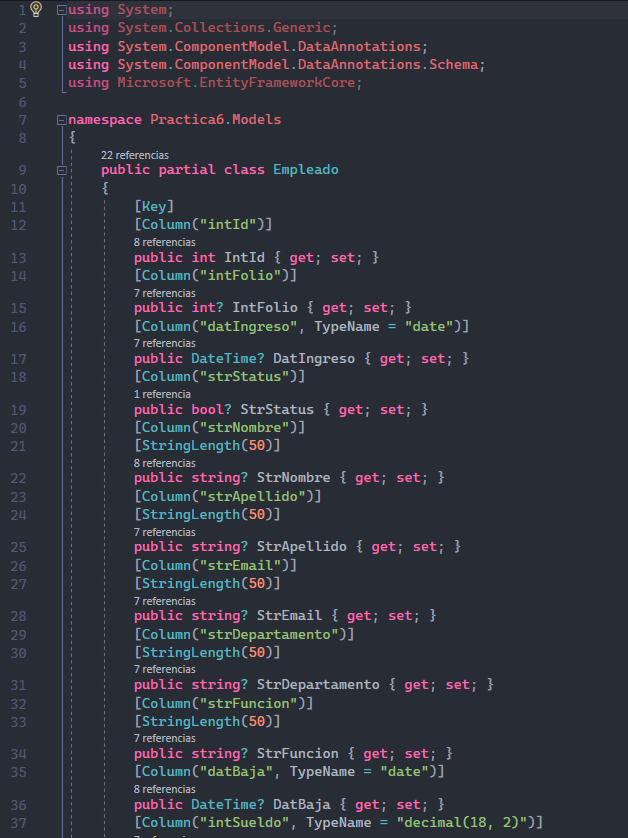 1 using System;
2 using System.Collections.Generic;
3 using System.ComponentModel.DataAnnotations;
4 using System.ComponentModel.DataAnnotations.Schema;
5 using Microsoft.EntityFrameworkCore;
6
7 namespace Practica6.Models
8 {
22 referencias
9 public partial class Empleado
10 {
11 [Key]
12 [Column("intId")]
8 referencias
13 public int IntId { get; set; }
14 [Column("intFolio")]
7 referencias
15 public int? IntFolio { get; set; }
16 [Column("datIngreso", TypeName = "date")]
7 referencias
17 public DateTime? DatIngreso { get; set; }
18 [Column("strStatus")]
1 referencia
19 public bool? StrStatus { get; set; }
20 [Column("strNombre")]
21 [StringLength(50)]
8 referencias
22 public string? StrNombre { get; set; }
23 [Column("strApellido")]
24 [StringLength(50)]
7 referencias
25 public string? StrApellido { get; set; }
26 [Column("strEmail")]
27 [StringLength(50)]
7 referencias
28 public string? StrEmail { get; set; }
29 [Column("strDepartamento")]
30 [StringLength(50)]
7 referencias
31 public string? StrDepartamento { get; set; }
32 [Column("strFuncion")]
33 [StringLength(50)]
7 referencias
34 public string? StrFuncion { get; set; }
35 [Column("datBaja", TypeName = "date")]
8 referencias
36 public DateTime? DatBaja { get; set; }
37 [Column("intSueldo", TypeName = "decimal(18, 2)")]